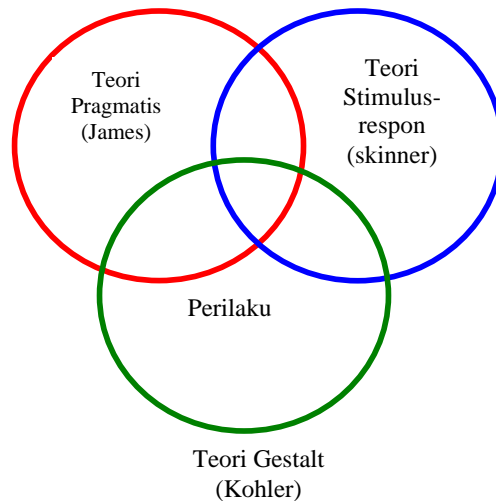 Teori
Pragmatis
(James)
Teori
Stimulus-
respon
(skinner)
Perilaku
Teori Gestalt
(Kohler)